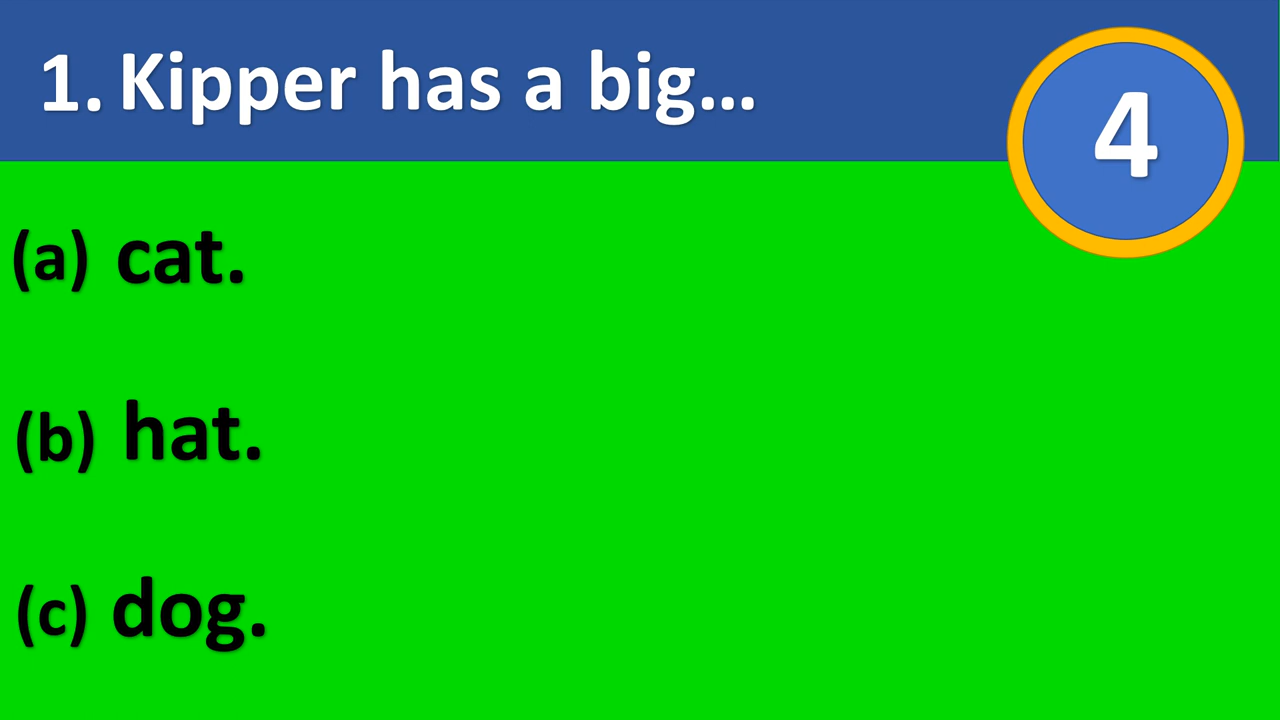 1. Kipper has a big...
4
(a) cat.
(b) hat.
(c) dog.